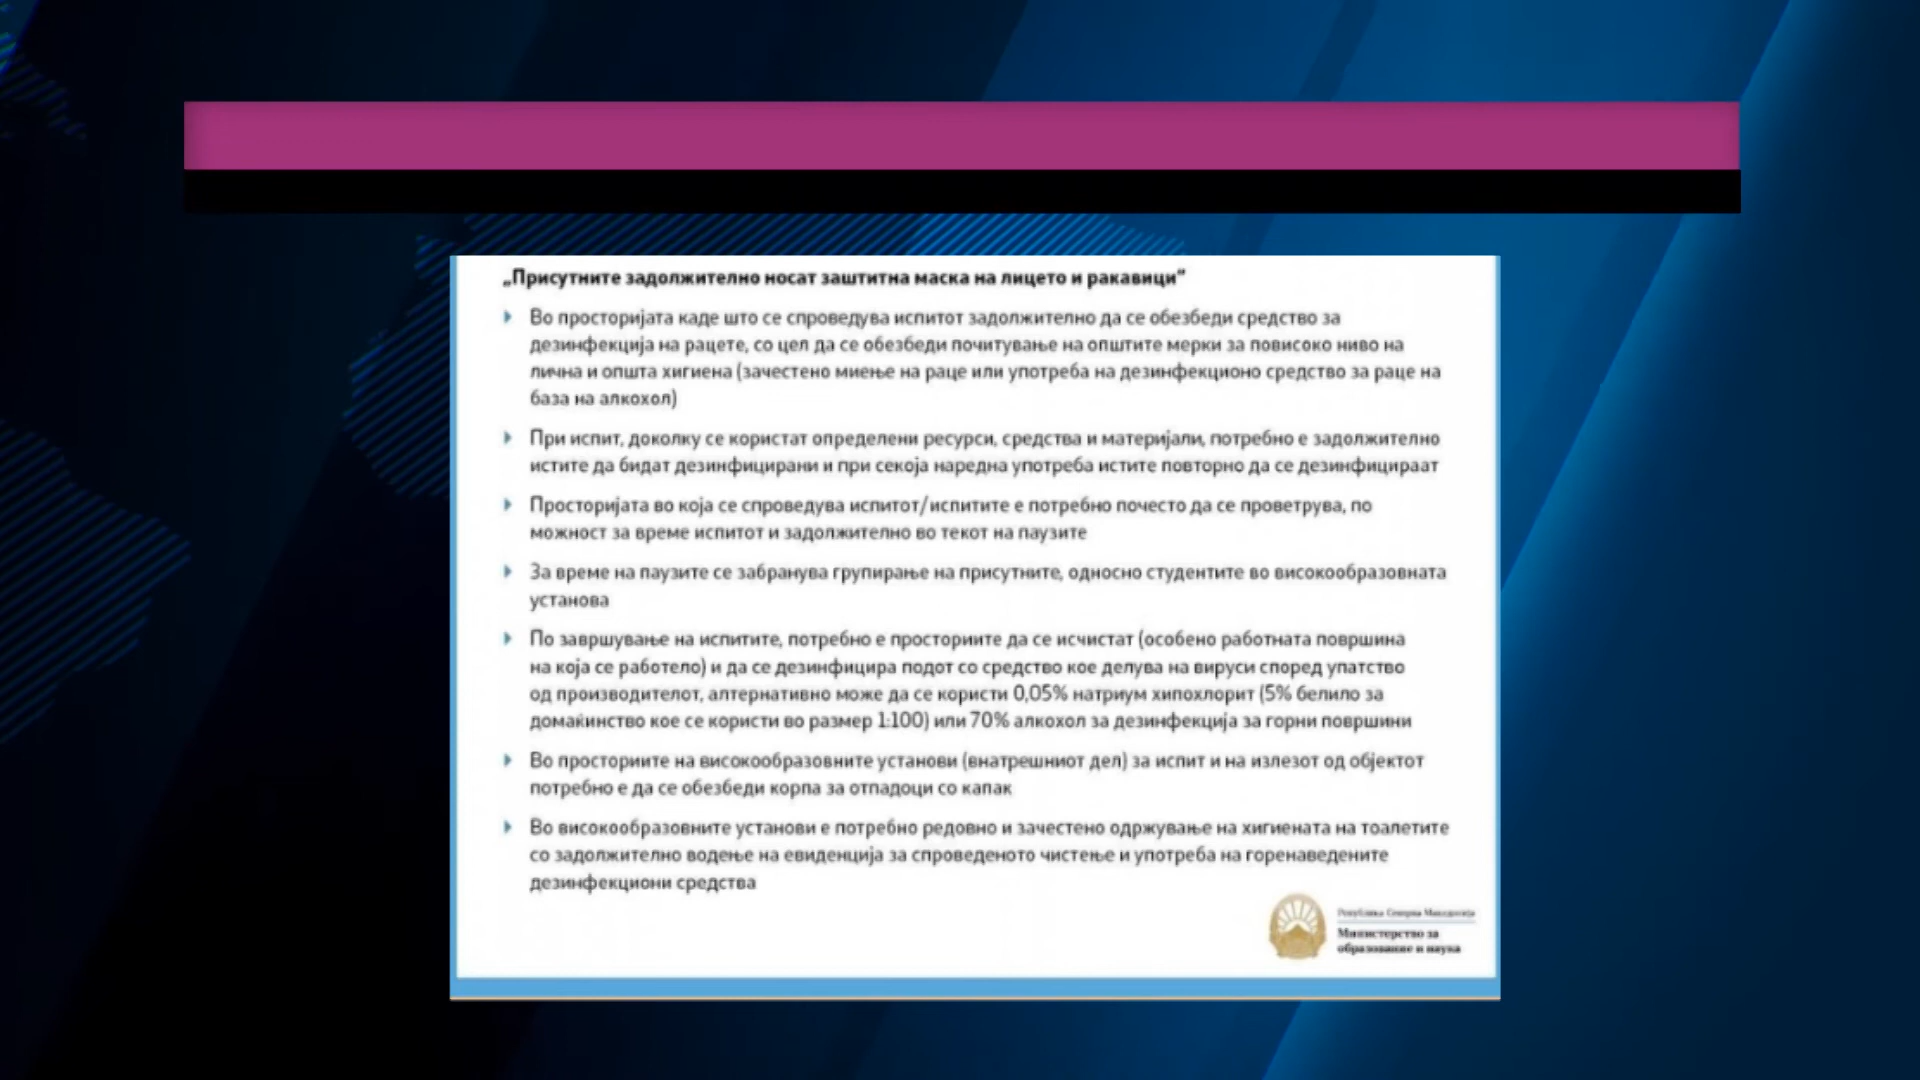 „Присутните задолжително носат заштитна маска на лицето и ракавици“
Во просторијата каде што се спроведува испитот задолжително да се обезбеди средство за
дезинфекција на рацете, со цел да се обезбеди почитување на општите мерки за повисоко ниво на
лична и општа хигиена (зачестено миење на раце или употреба на дезинфекционо средство за раце на
база на алкохол)
При испит, доколку се користат определени ресурси, средства и материјали, потребно е задолжително
истите да бидат дезинфицирани и при секоја наредна употреба истите повторно да се дезинфицираат
Просторијата во која се спроведува испитот/испитите е потребно почесто да се проветрува, по
можност за време испитот и задолжително во текот на паузите
За време на паузите се забранува групирање на присутните, односно студентите во високообразовната
установа
По завршување на испитите, потребно е просториите да се исчистат (особено работната површина
на која се работело) и да се дезинфицира подот со средство кое делува на вируси според упатство
од производителот, алтернативно може да се користи 0,05% натриум хипохлорит (5% белило за
домаќинство кое се користи во размер 1:100) или 70% алкохол за дезинфекција за горни површини
Во просториите на високообразовните установи (внатрешниот дел) за испит и на излезот од објектот
потребно е да се обезбеди корпа за отпадоци со капак
Во високообразовните установи е потребно редовно и зачестено одржување на хигиената на тоалетите
со задолжително водење на евиденција за спроведеното чистење и употреба на горенаведените
дезинфекциони средства
Република Северна Македонија
Министерство за
образование и наука